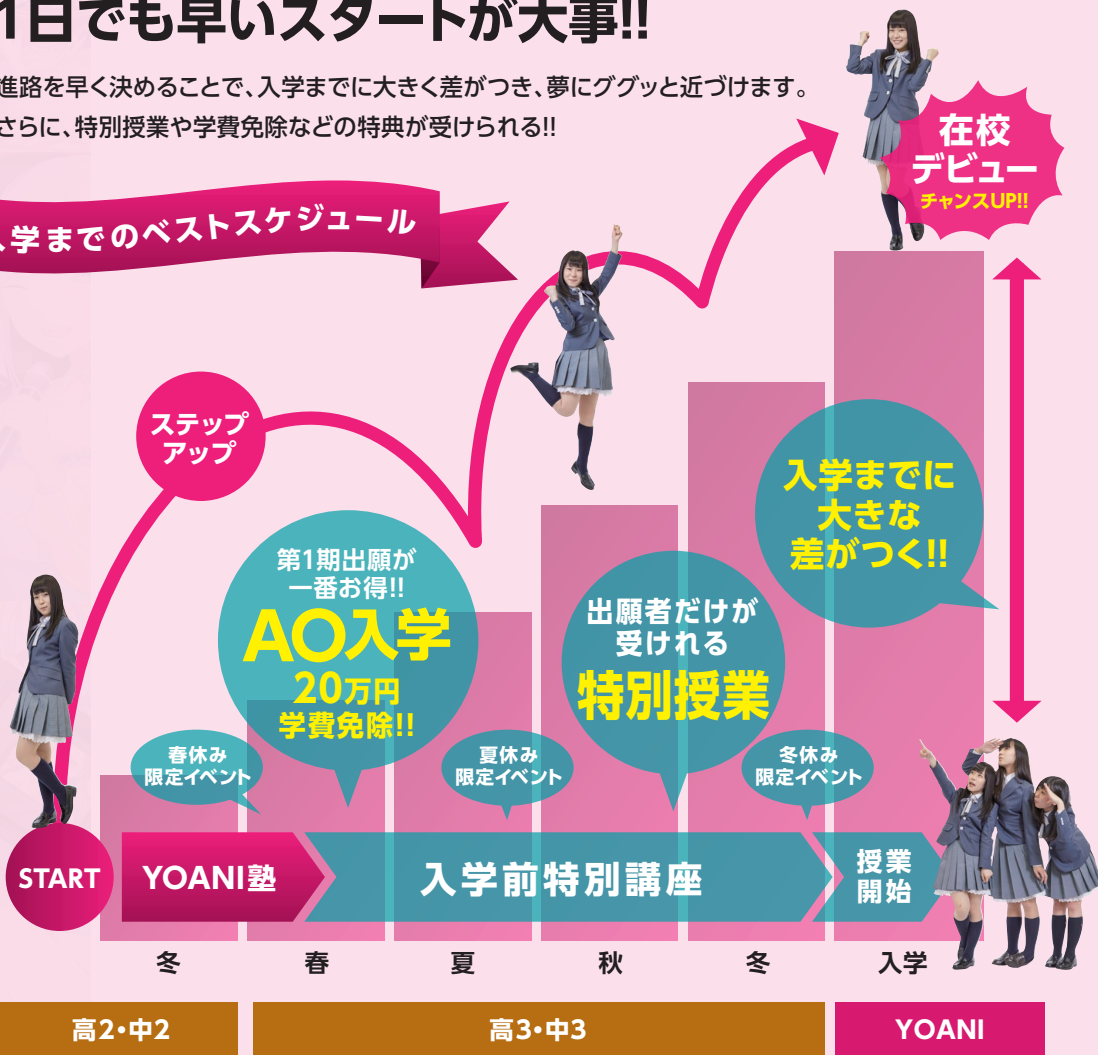 1日でも早いスタートが大事!!
進路を早く決めることで、入学までに大きく差がつき、夢にググッと近づけます。
さらに、特別授業や学費免除などの特典が受けられる!!
入学までのベストスケジュール
在校
デビュー
チャンスUP!!
ステップ
アップ
入学までに
大きな
差がつく!!
第1期出願が
一番お得!!
AO入学
20万円
学費免除!!
出願者だけが
受けれる
特別授業
春休み
限定イベント
夏休み
限定イベント
冬休み
限定イベント
START
YOANI塾
入学前特別講座
授業
開始
冬
春
夏
秋
冬
入学
高2・中2
高3・中3
YOANI